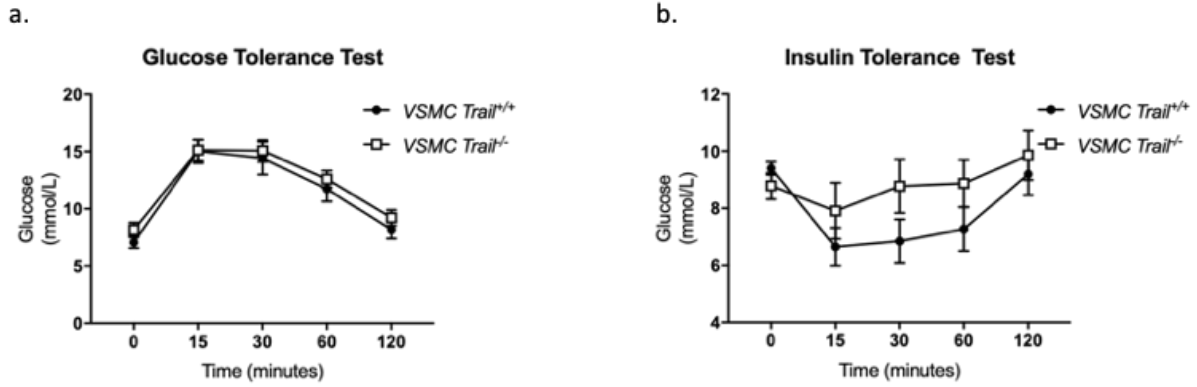 a.
Glucose Tolerance Test
20
15
10
5
0
Glucose
(mmol/L)
VSMC Trail+/+
VSMC Trail-/-
0 15 30 60 120
Time (minutes)
b.
Insulin Tolerance Test
12
10
8
6
4
Glucose
(mmol/L)
VSMC Trail+/+
VSMC Trail-/-
0 15 30 60 120
Time (minutes)